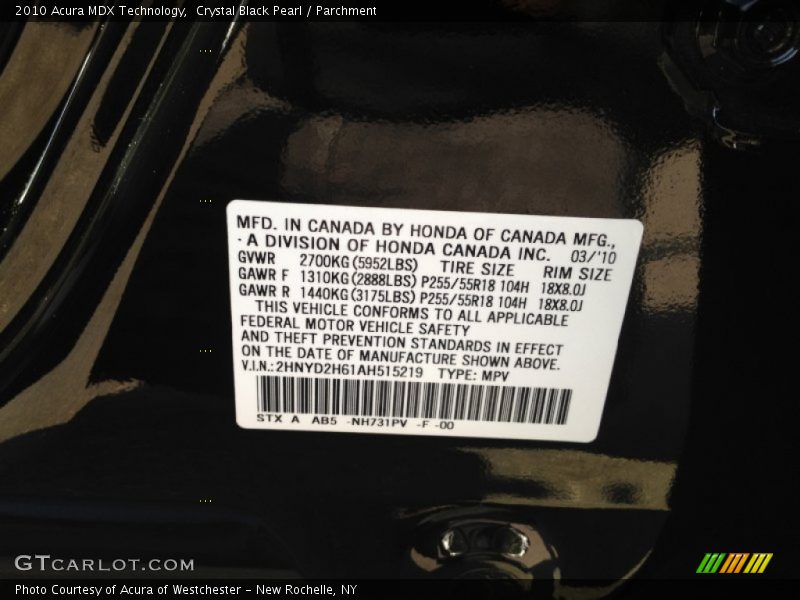 2010 Acura MDX Technology,  Crystal Black Pearl / Parchment
MFD. IN CANADA BY HONDA OF CANADA MFG.,
- A DIVISION OF HONDA CANADA INC. 03/'10
GVWR 2700KG(5952LBS) TIRE SIZE RIM SIZE
GAWR F 1310KG(2888LBS) P255/55R18 104H 18X8.0J
GAWR R 1440KG(3175LBS) P255/55R18 104H 18X8.0J
THIS VEHICLE CONFORMS TO ALL APPLICABLE
FEDERAL MOTOR VEHICLE SAFETY
AND THEFT PREVENTION STANDARDS IN EFFECT
ON THE DATE OF MANUFACTURE SHOWN ABOVE.
V.I.N.:2HNYD2H61AH515219 TYPE: MPV
STX A AB5 -NH731PV -F -00
GTCARLOT.COM
Photo Courtesy of Acura of Westchester – New Rochelle, NY